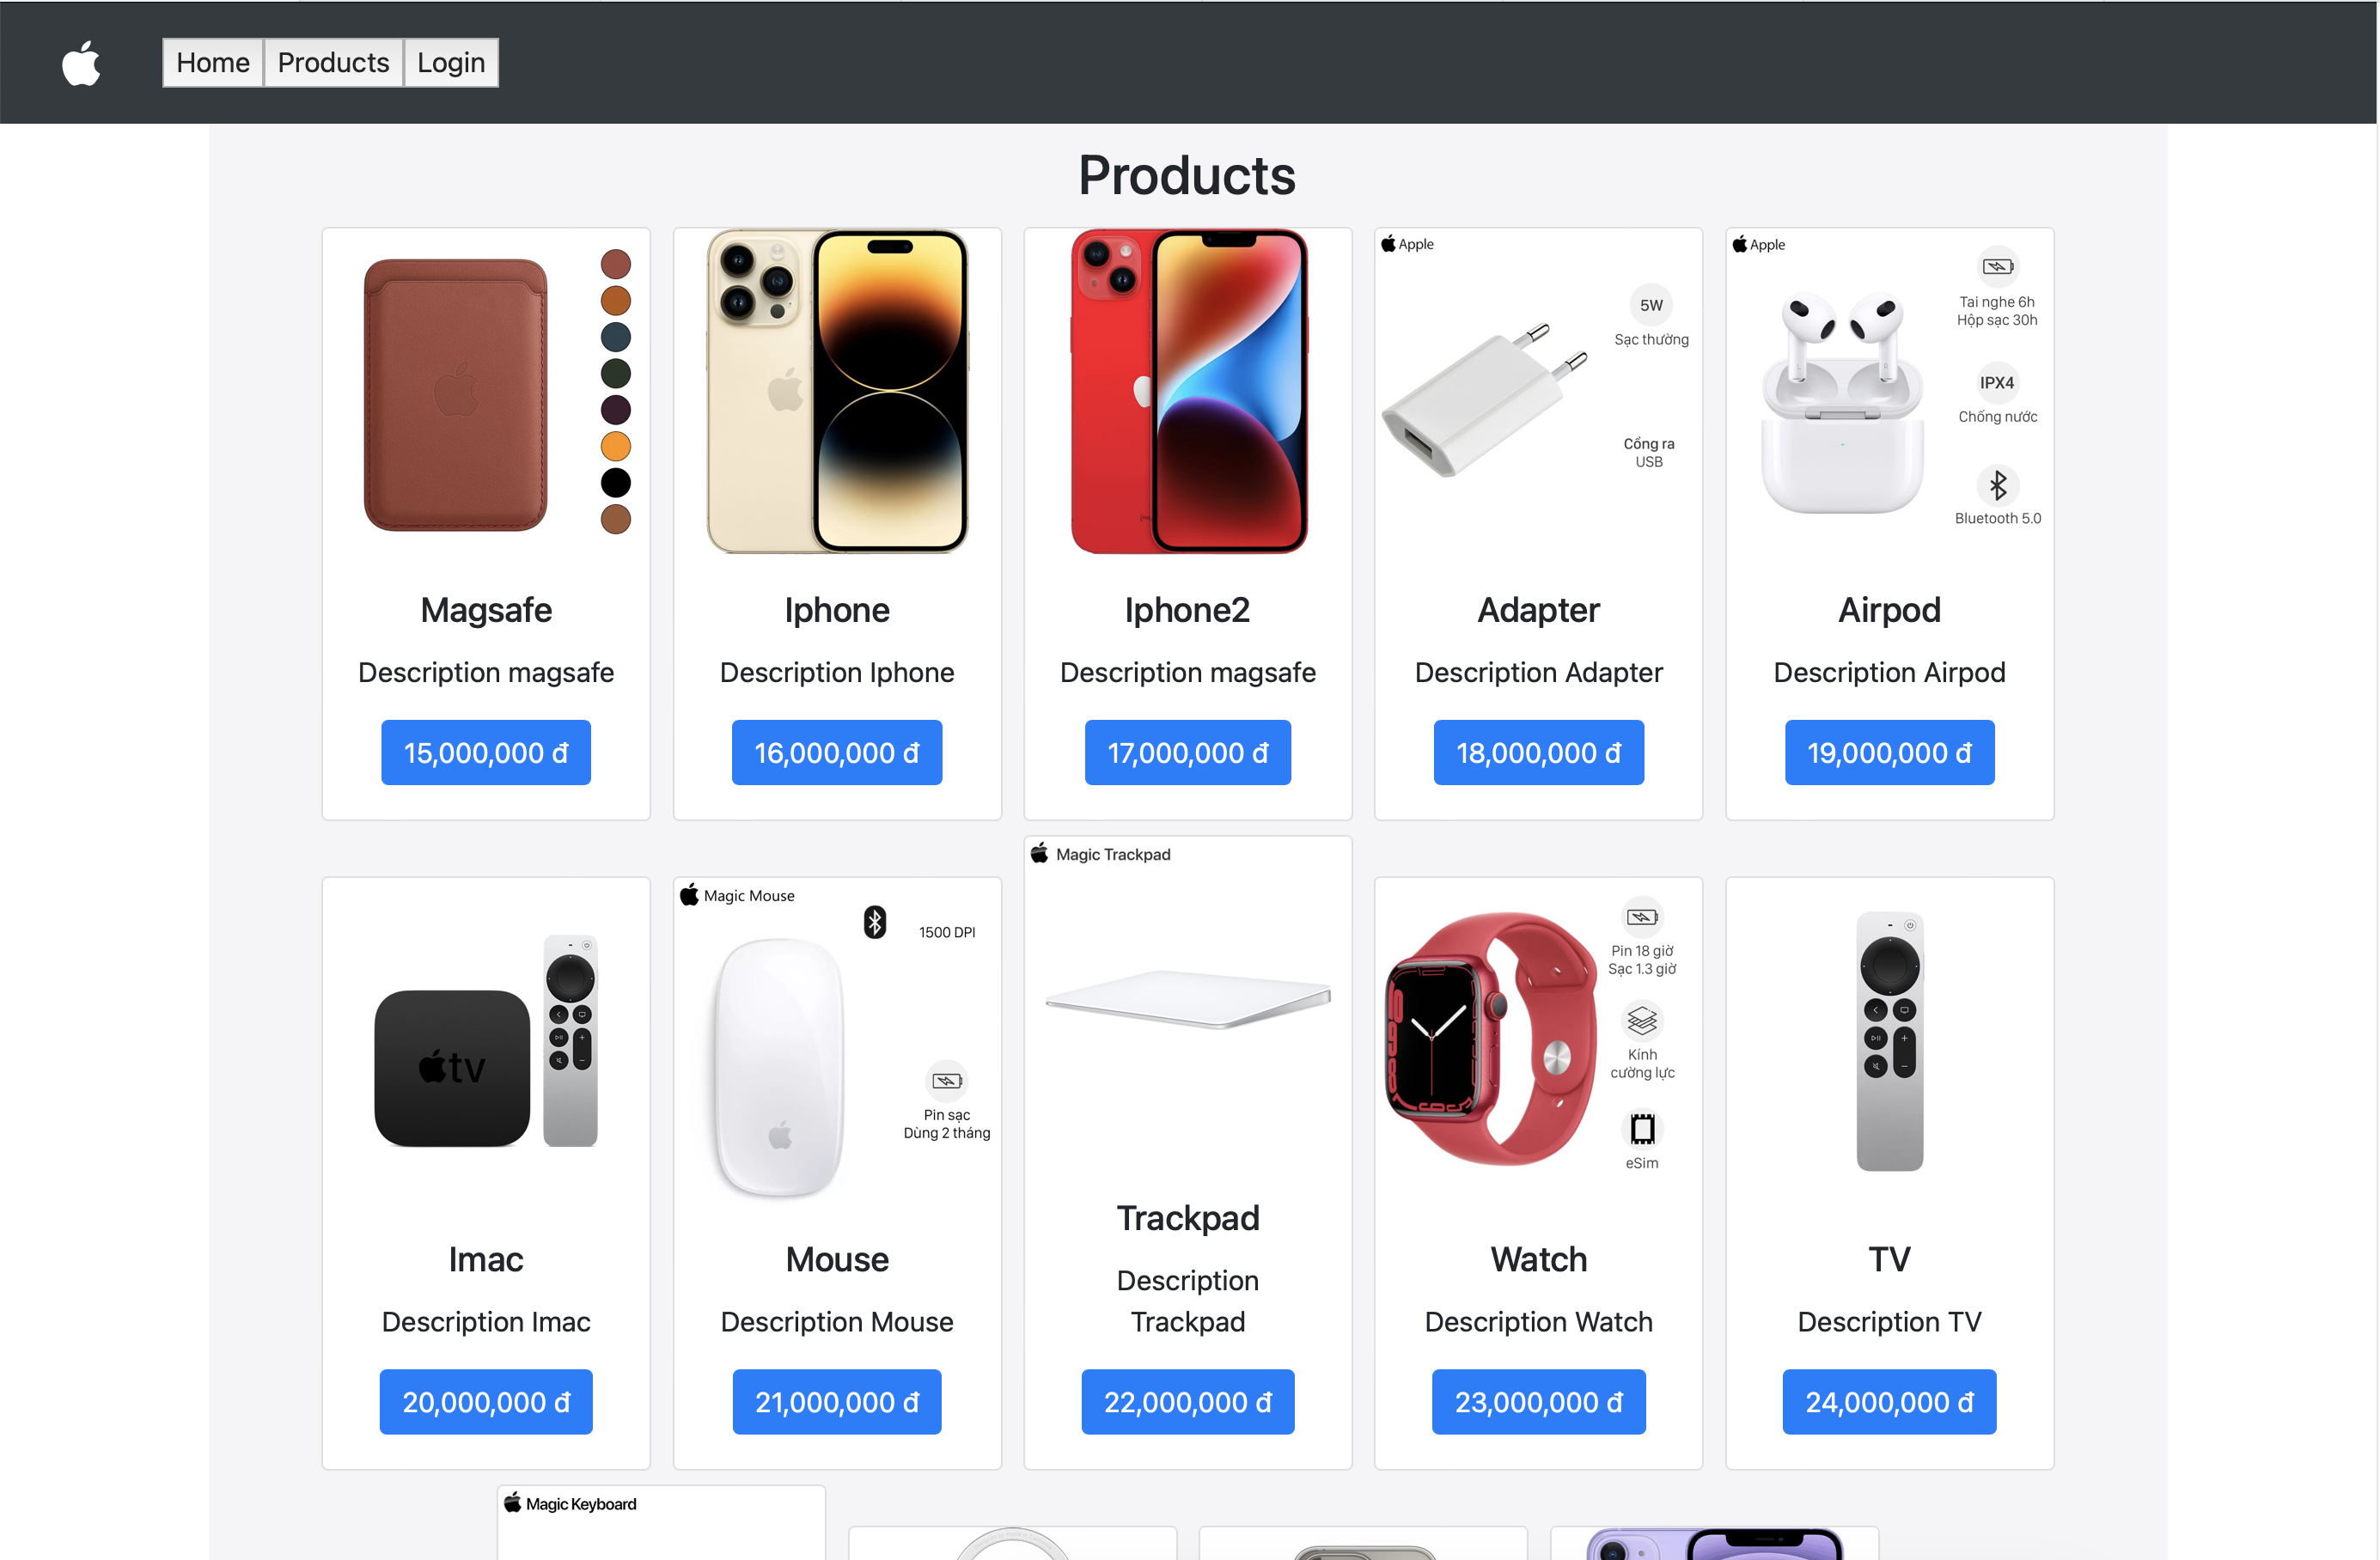 Home Products Login
Products
Apple
5W
Sạc thường
Cổng ra
USB
Apple
Tai nghe 6h
Hộp sạc 30h
IPX4
Chống nước
Bluetooth 5.0
Magsafe
Iphone
Iphone2
Adapter
Airpod
Description magsafe
Description Iphone
Description magsafe
Description Adapter
Description Airpod
15,000,000 đ
16,000,000 đ
17,000,000 đ
18,000,000 đ
19,000,000 đ
tv
Magic Mouse
1500 DPI
Pin sạc
Dùng 2 tháng
Magic Trackpad
Pin 18 giờ
Sạc 1.3 giờ
Kính
cường lực
eSim
Imac
Mouse
Trackpad
Watch
TV
Description Imac
Description Mouse
Description
Trackpad
Description Watch
Description TV
20,000,000 đ
21,000,000 đ
22,000,000 đ
23,000,000 đ
24,000,000 đ
Magic Keyboard